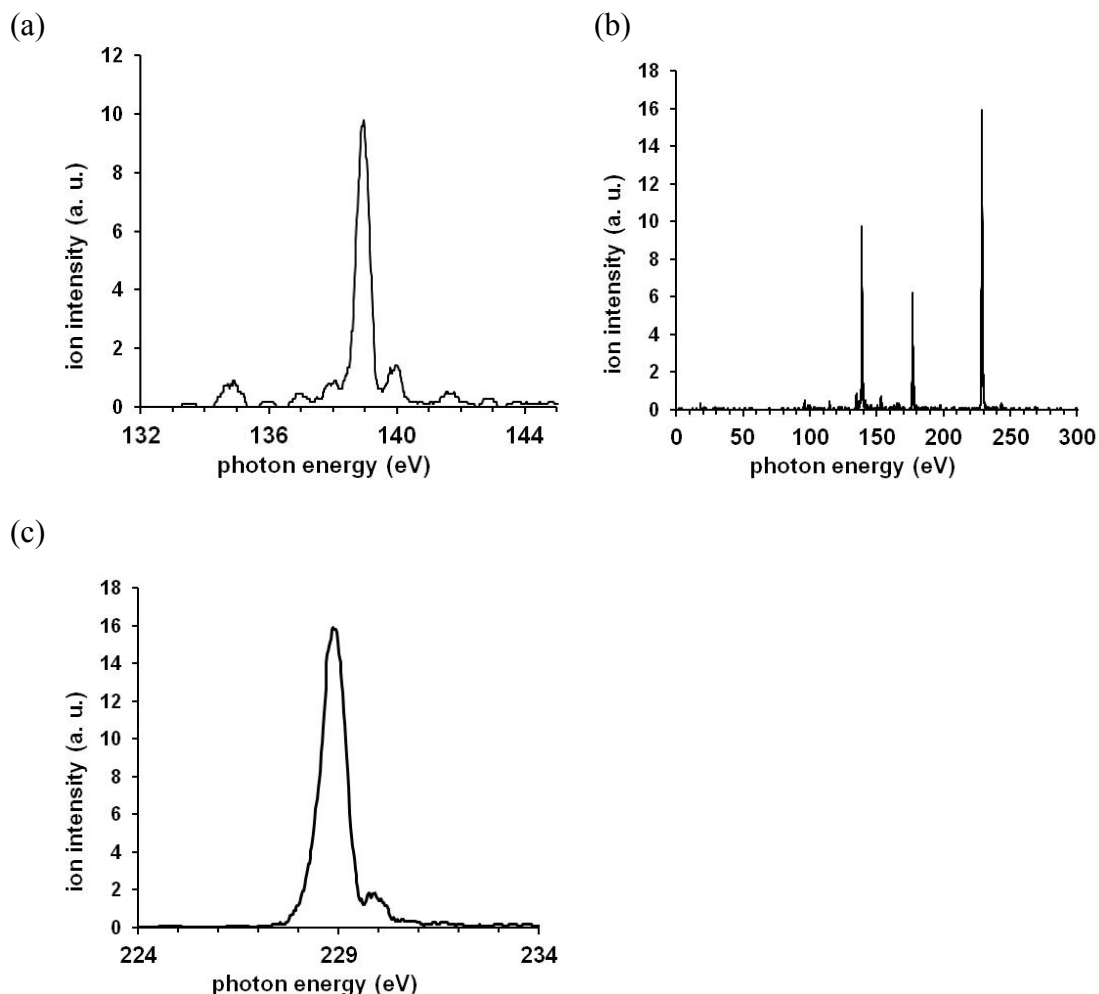 (a)
12
10
8
6
4
2
0
132 136 140 144
ion intensity (a. u.)
photon energy (eV)
(b)
18
16
14
12
10
8
6
4
2
0
0 50 100 150 200 250 300
ion intensity (a. u.)
photon energy (eV)
(c)
18
16
14
12
10
8
6
4
2
0
224 229 234
ion intensity (a. u.)
photon energy (eV)